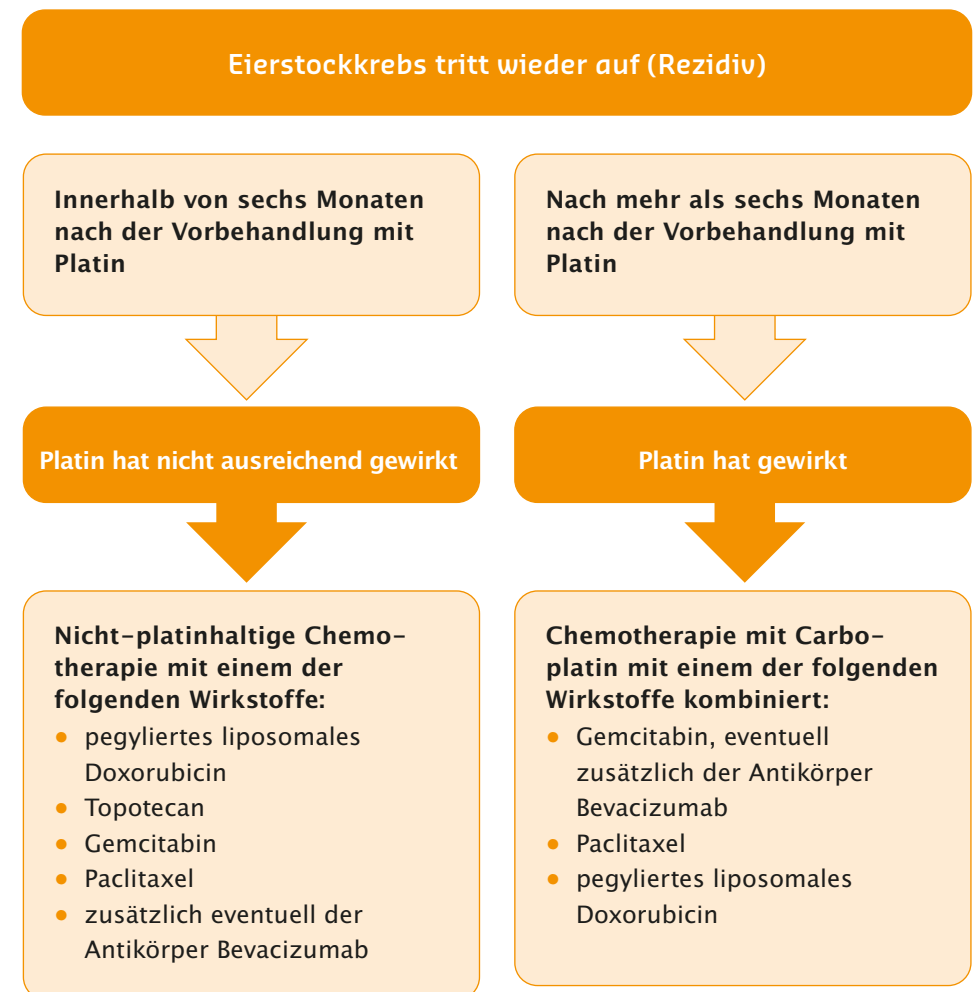 Eierstockkrebs tritt wieder auf (Rezidiv)
Innerhalb von sechs Monaten
nach der Vorbehandlung mit
Platin
Nach mehr als sechs Monaten
nach der Vorbehandlung mit
Platin
Platin hat nicht ausreichend gewirkt
Platin hat gewirkt
Nicht-platinhaltige Chemo-
therapie mit einem der
folgenden Wirkstoffe:
• pegyliertes liposomales
Doxorubicin
• Topotecan
• Gemcitabin
• Paclitaxel
• zusätzlich eventuell der
Antikörper Bevacizumab
Chemotherapie mit Carbo-
platin mit einem der folgenden
Wirkstoffe kombiniert:
• Gemcitabin, eventuell
zusätzlich der Antikörper
Bevacizumab
• Paclitaxel
• pegyliertes liposomales
Doxorubicin